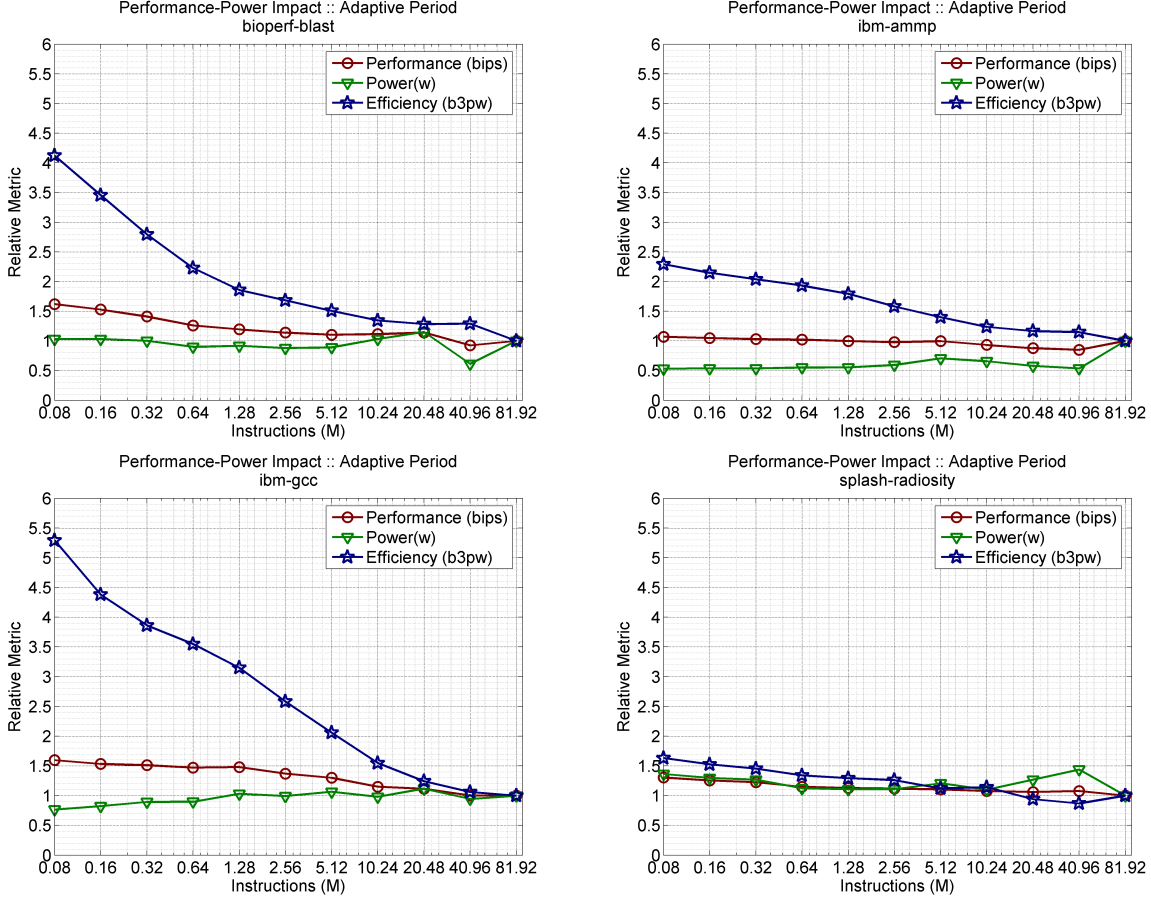 Performance-Power Impact :: Adaptive Period
bioperf-blast
Performance (bips)
Power(w)
Efficiency (b3pw)
Relative Metric
6
5.5
5
4.5
4
3.5
3
2.5
2
1.5
1
0.5
0
0.08 0.16 0.32 0.64 1.28 2.56 5.12 10.24 20.48 40.96 81.92
Instructions (M)
Performance-Power Impact :: Adaptive Period
ibm-ammp
Performance (bips)
Power(w)
Efficiency (b3pw)
Relative Metric
6
5.5
5
4.5
4
3.5
3
2.5
2
1.5
1
0.5
0
0.08 0.16 0.32 0.64 1.28 2.56 5.12 10.24 20.48 40.96 81.92
Instructions (M)
Performance-Power Impact :: Adaptive Period
ibm-gcc
Performance (bips)
Power(w)
Efficiency (b3pw)
Relative Metric
6
5.5
5
4.5
4
3.5
3
2.5
2
1.5
1
0.5
0
0.08 0.16 0.32 0.64 1.28 2.56 5.12 10.24 20.48 40.96 81.92
Instructions (M)
Performance-Power Impact :: Adaptive Period
splash-radiosity
Performance (bips)
Power(w)
Efficiency (b3pw)
Relative Metric
6
5.5
5
4.5
4
3.5
3
2.5
2
1.5
1
0.5
0
0.08 0.16 0.32 0.64 1.28 2.56 5.12 10.24 20.48 40.96 81.92
Instructions (M)